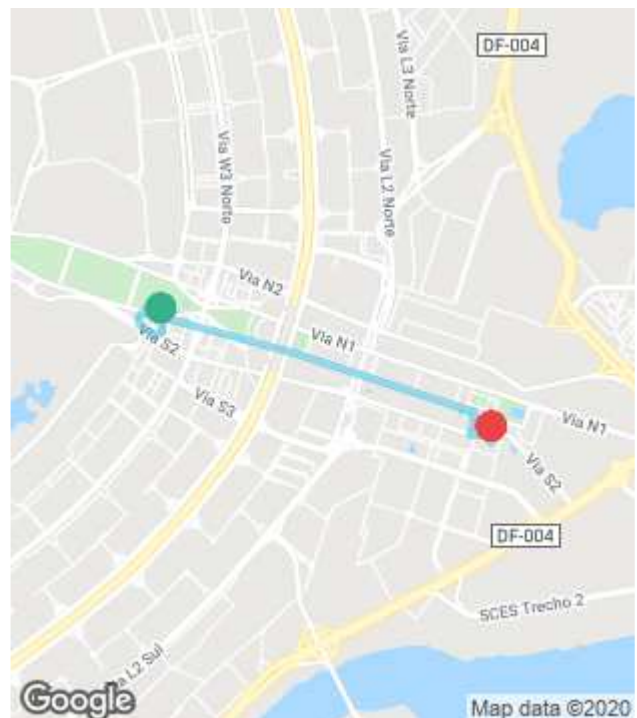 DF-004
Via L3 Norte
Via W3 Norte
Via L2 Norte
Via N2
Via N1
Via S2
Via S3
Via N1
Via S2
DF-004
SCES Trecho 2
Via L2 Sul
Google
Map data ©2020